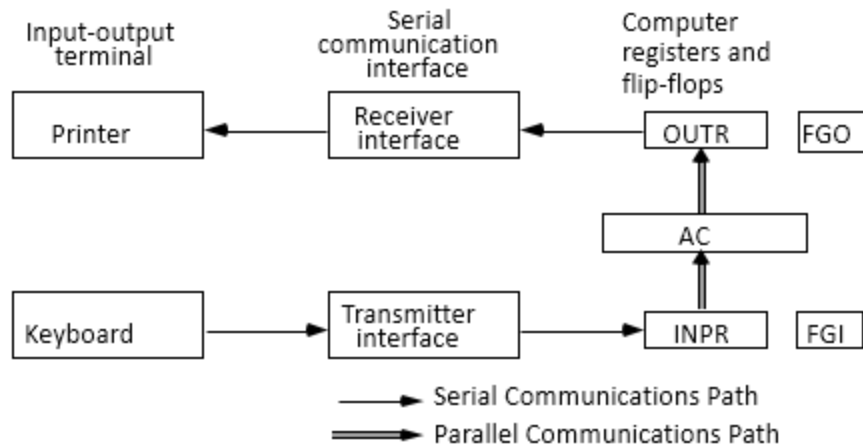 Input-output
terminal
Serial
communication
interface
Computer
registers and
flip-flops
Printer
Receiver
interface
OUTR
FGO
AC
Keyboard
Transmitter
interface
INPR
FGI
Serial Communications Path
Parallel Communications Path